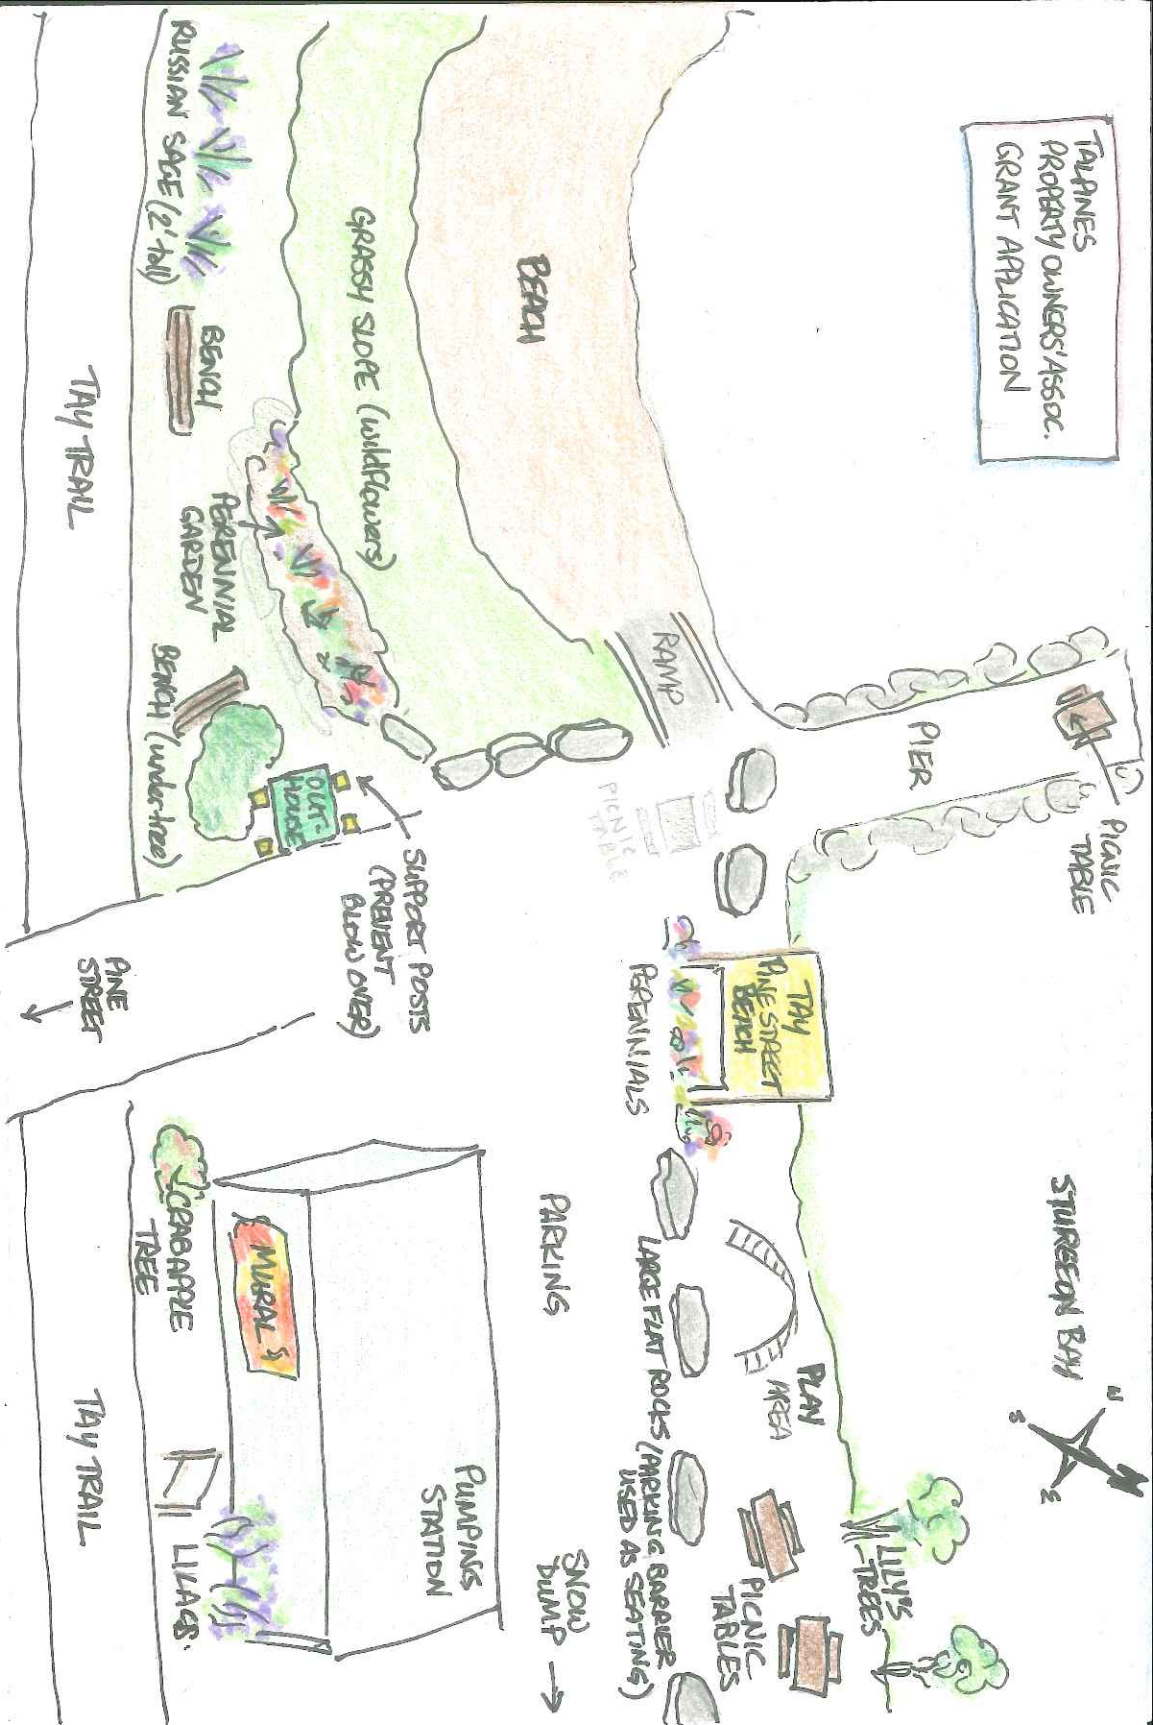 TALPINES
PROPERTY OWNERS' ASSOC.
GRANT APPLICATION
STURGEON BAY
N
S
E
W
PICNIC
TABLE
PIER
LILY'S
TREES
TAY
PINE STREET
BEACH
PLAY
AREA
PICNIC
TABLES
RAMP
PICNIC
TABLE
PERENNIALS
LARGE FLAT ROCKS (PARKING BARRIER
USED AS SEATING)
BEACH
PARKING
SNOW
DUMP
GRASSY SLOPE (wildflowers)
SUPPORT POSTS
(PREVENT
BLOW OVER)
PUMPING
STATION
OUT-
HOUSE
MURAL
RUSSIAN SAGE (2' tall)
BENCH
PERENNIAL
GARDEN
BENCH (under tree)
CRABAPPLE
TREE
LILACS
TAY TRAIL
PINE
STREET
TAY TRAIL